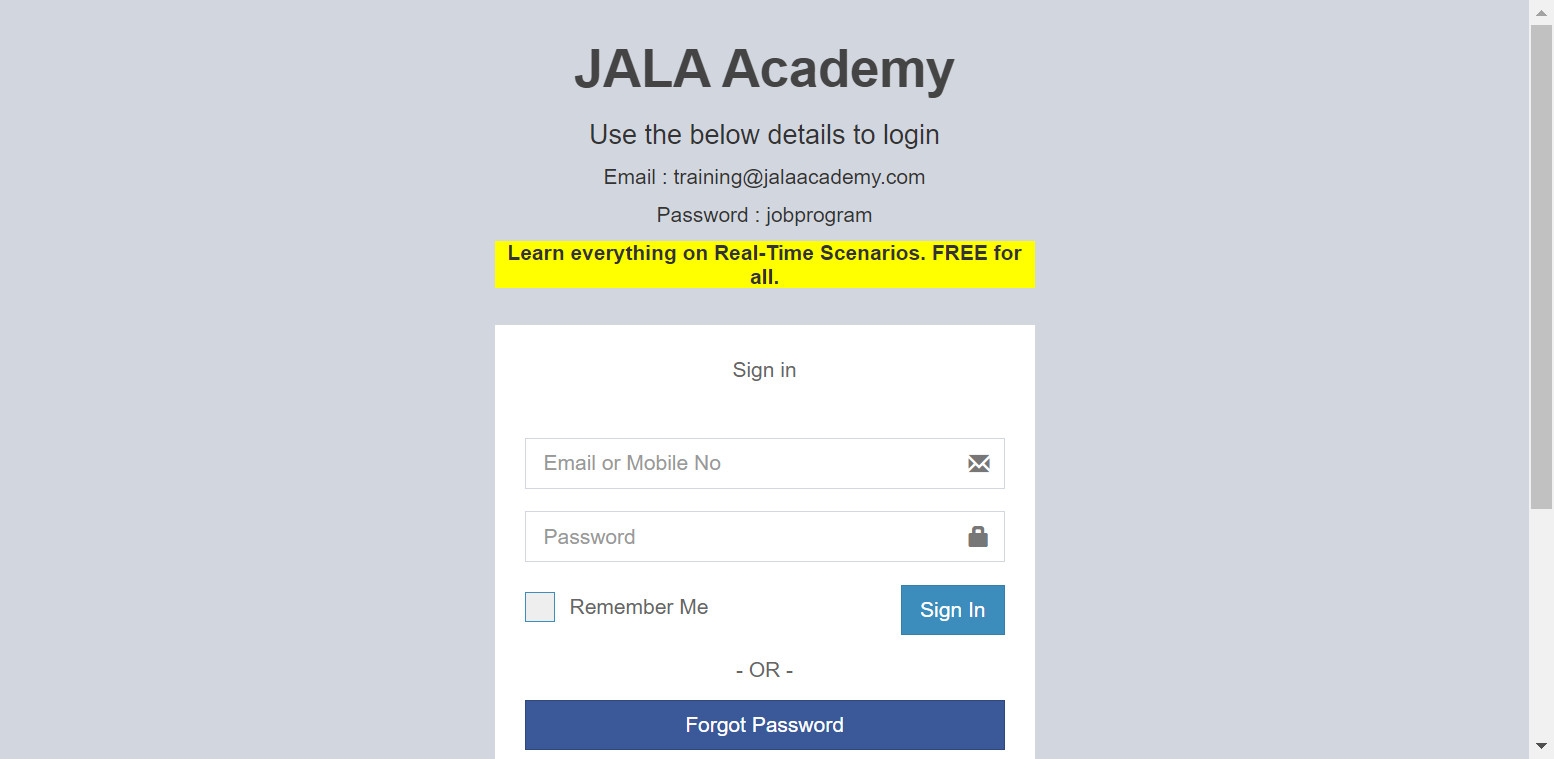 JALA Academy
Use the below details to login
Email : training@jalaacademy.com
Password : jobprogram
Learn everything on Real-Time Scenarios. FREE for
all.
Sign in
Email or Mobile No
Password
Remember Me
Sign In
- OR -
Forgot Password